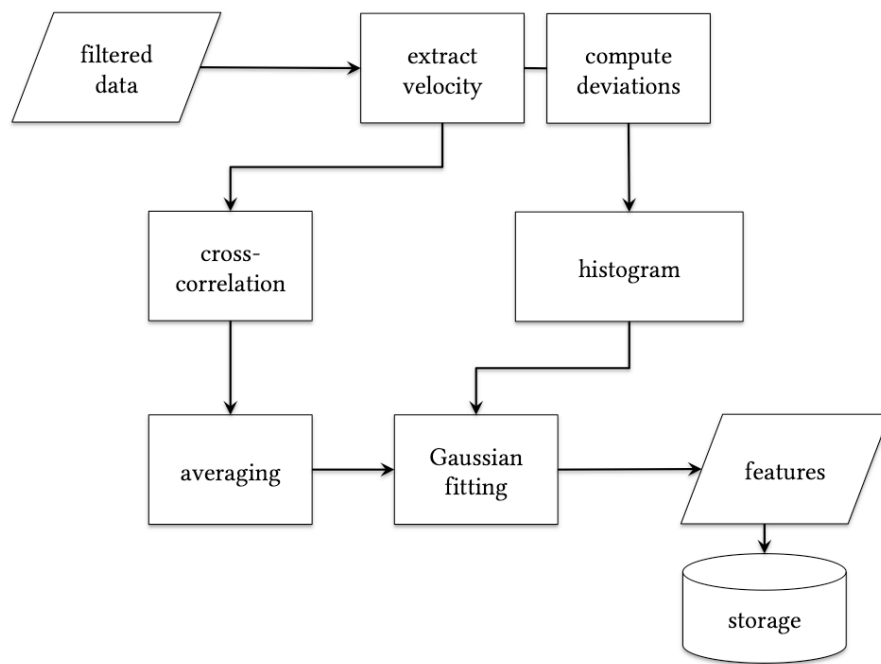 filtered
data
extract
velocity
compute
deviations
cross-
correlation
histogram
averaging
Gaussian
fitting
features
storage